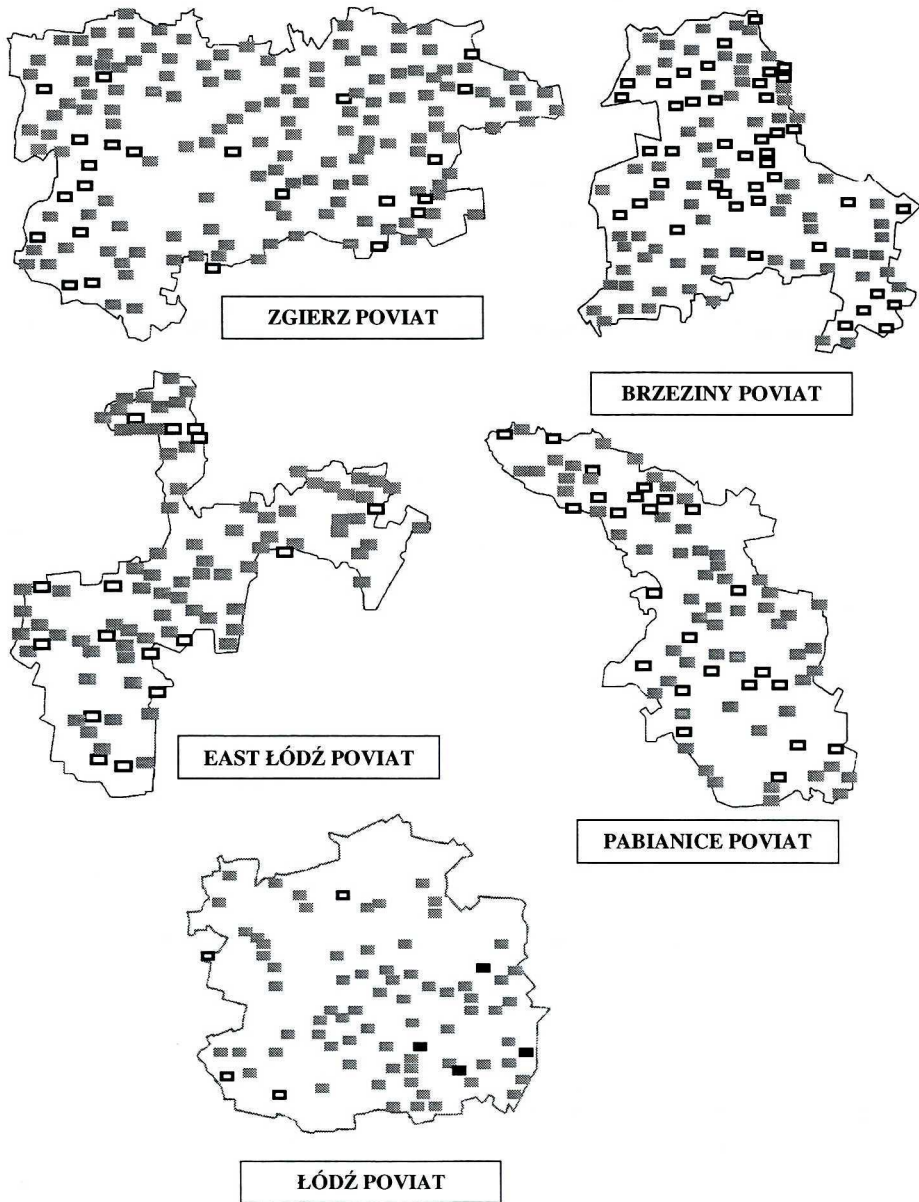 ZGIERZ POVIAT
BRZEZINY POVIAT
EAST ŁÓDŹ POVIAT
PABIANICE POVIAT
ŁÓDŹ POVIAT